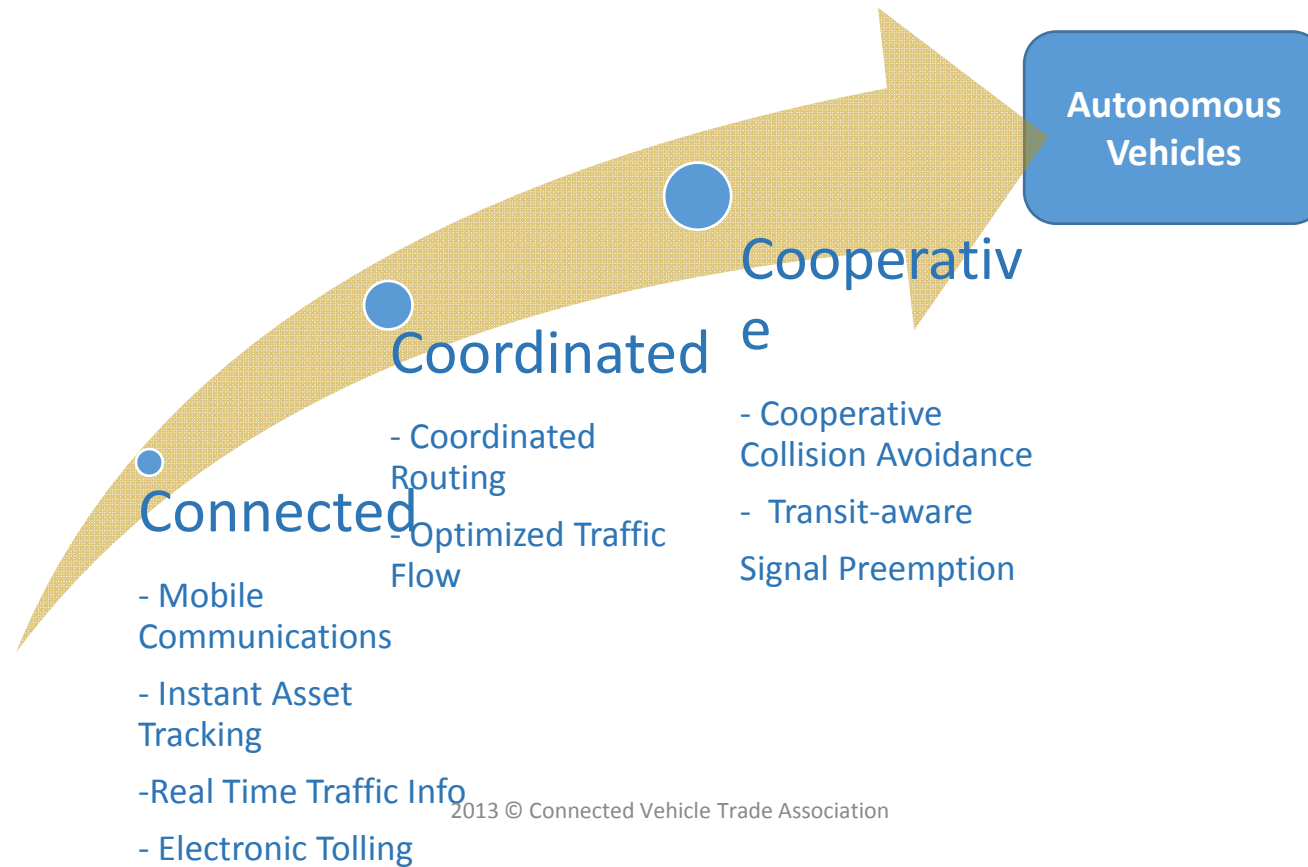 Autonomous
Vehicles
Cooperativ
e
- Cooperative
Collision Avoidance
- Transit-aware
Signal Preemption
Coordinated
- Coordinated
Routing
- Optimized Traffic
Flow
Connected
- Mobile
Communications
- Instant Asset
Tracking
-Real Time Traffic Info
- Electronic Tolling
2013 © Connected Vehicle Trade Association